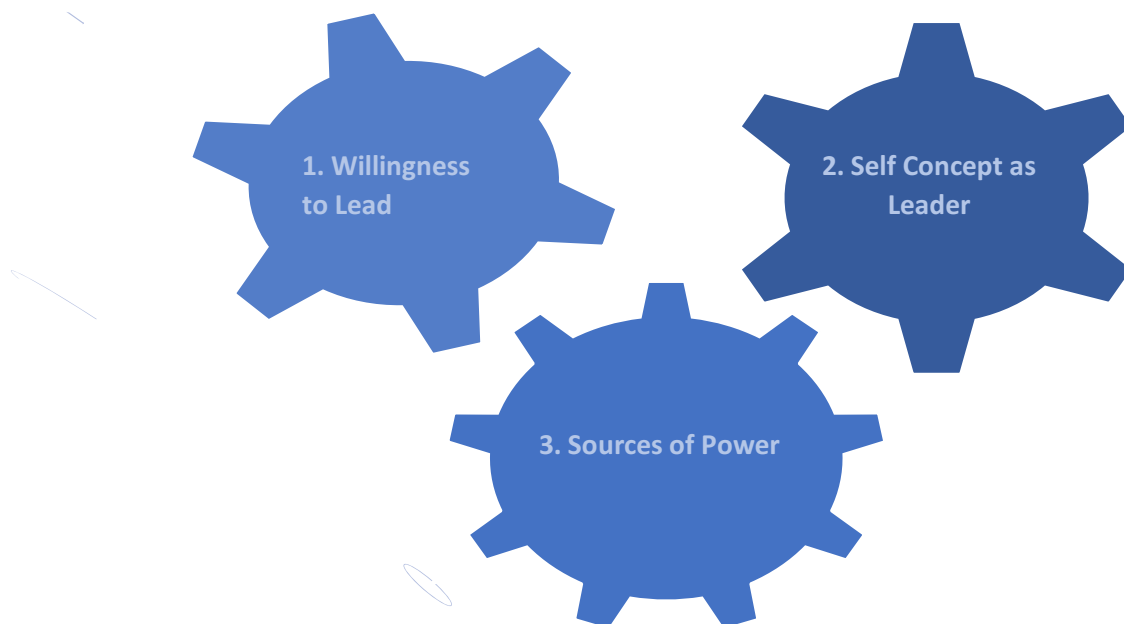 1. Willingness
to Lead
2. Self Concept as
Leader
3. Sources of Power